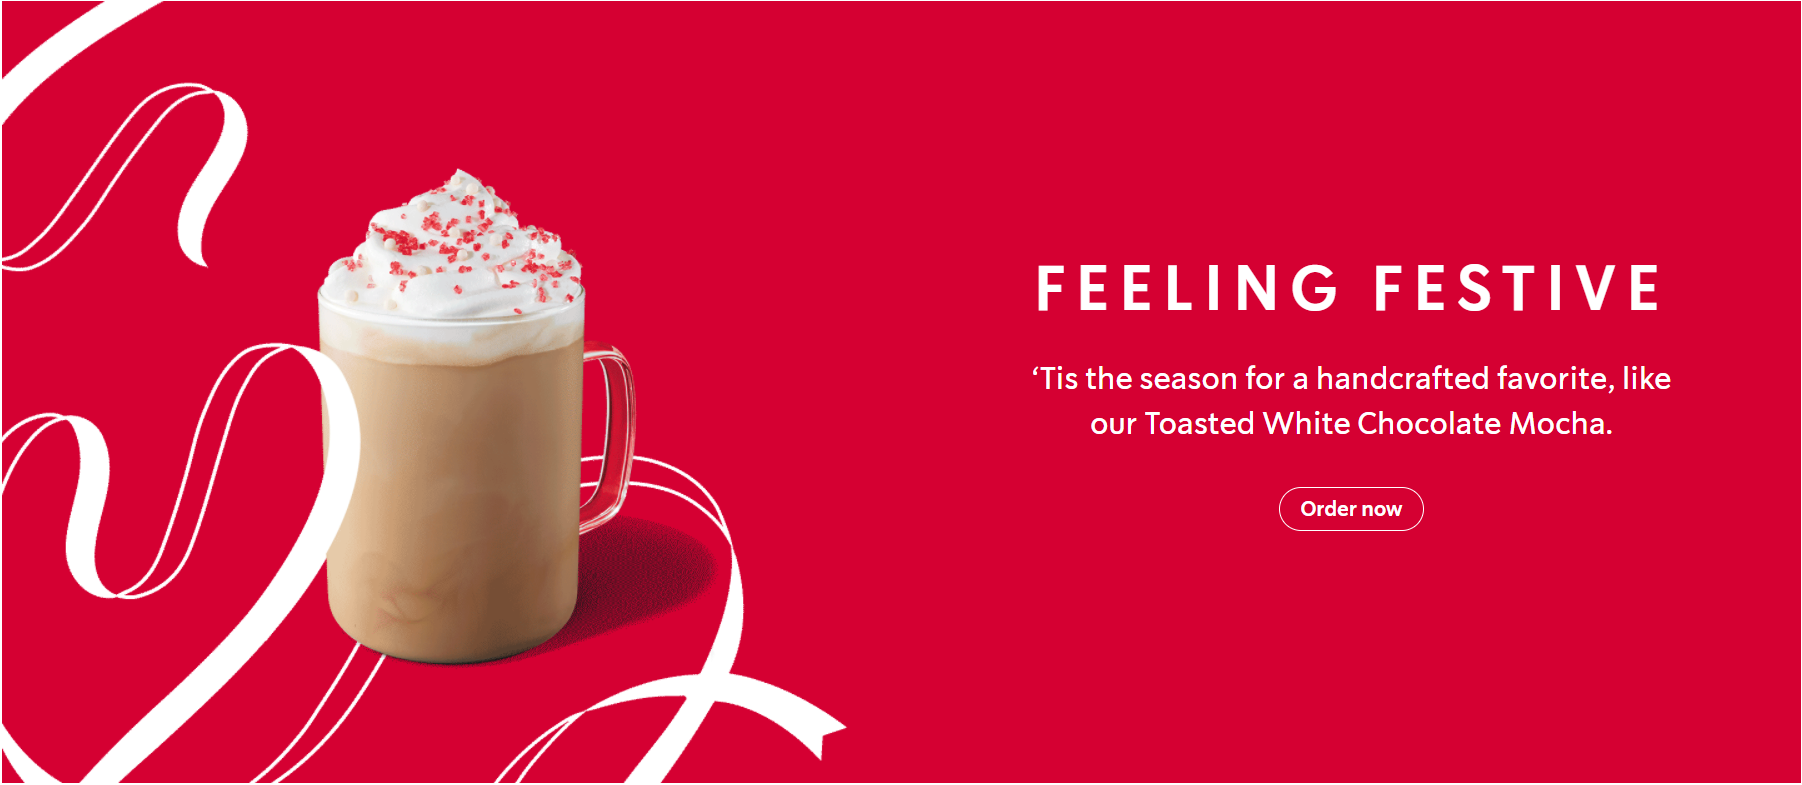 FEELING FESTIVE
‘Tis the season for a handcrafted favorite, like
our Toasted White Chocolate Mocha.
Order now